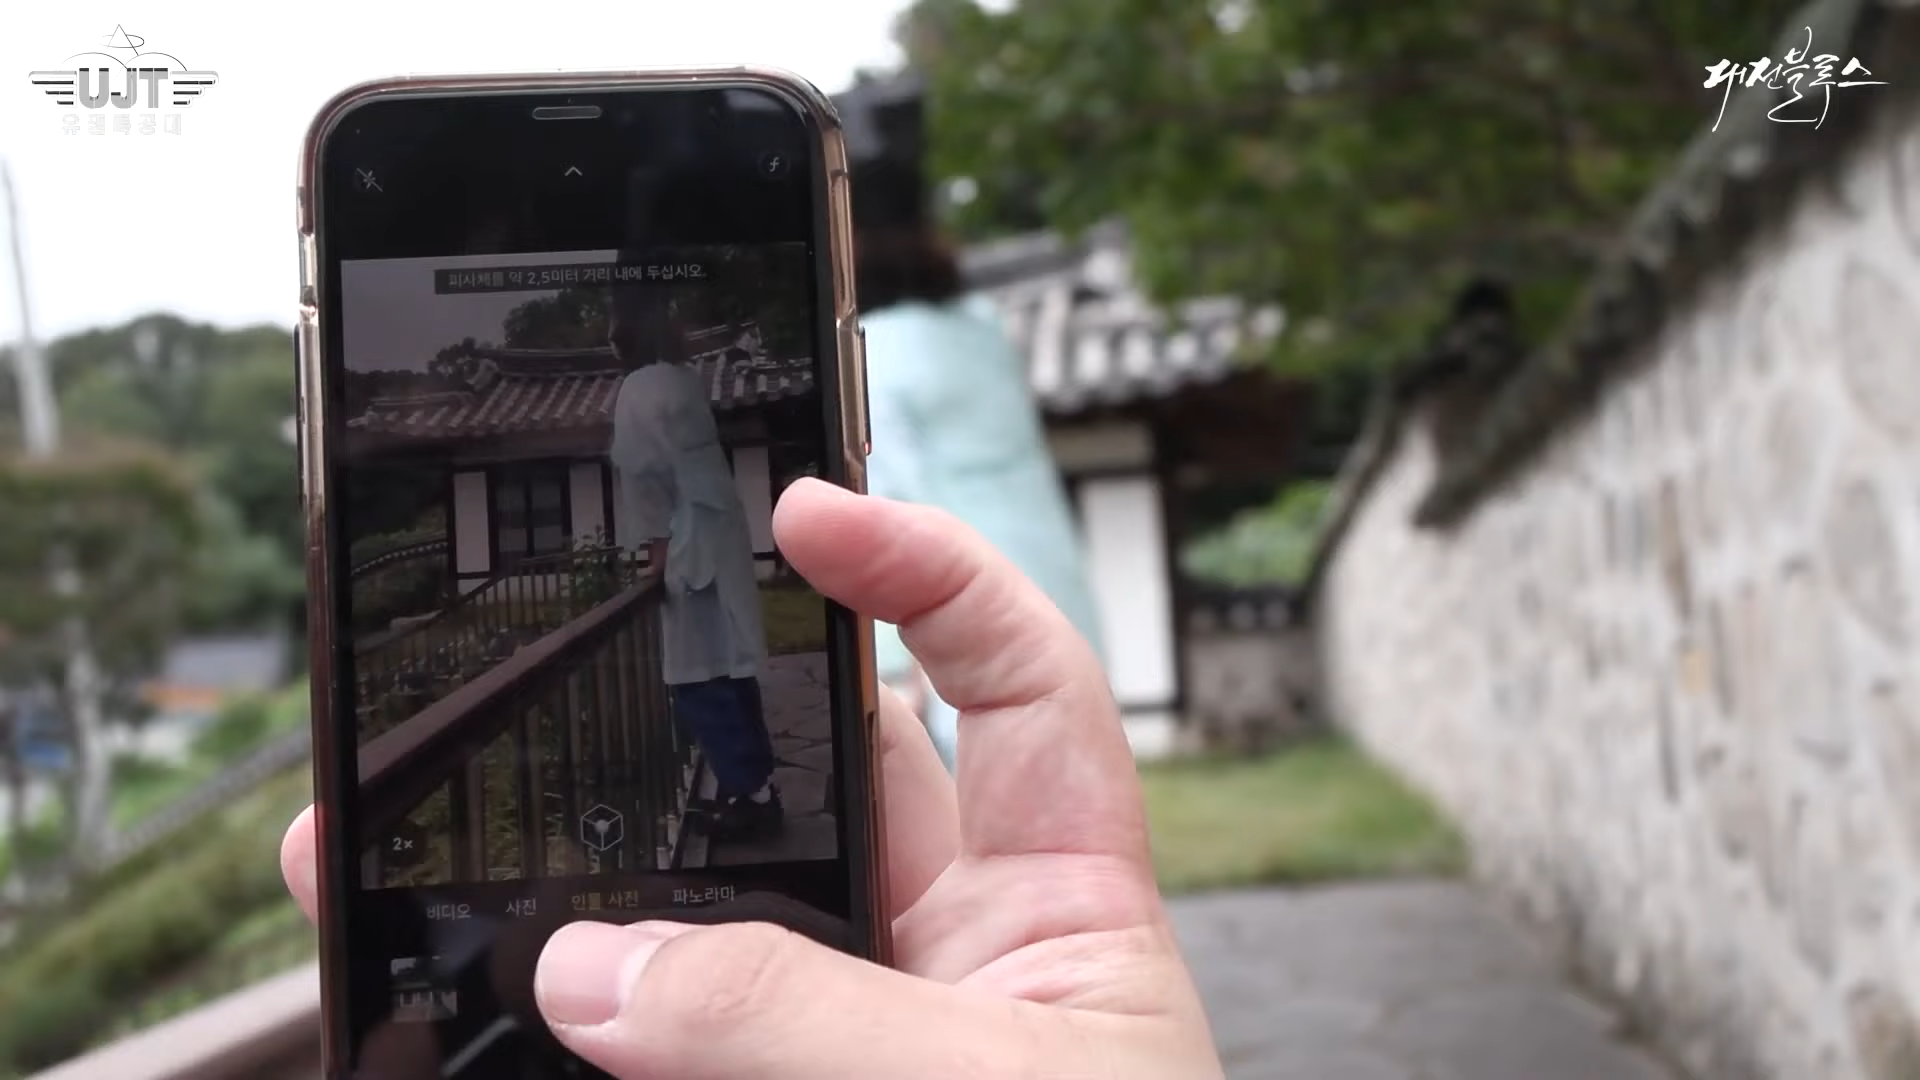 UJT
유권특공대
대전블루스
피사체를 약 2.5미터 거리 내에 두십시오.
2×
비디오 사진 인물 사진 파노라마